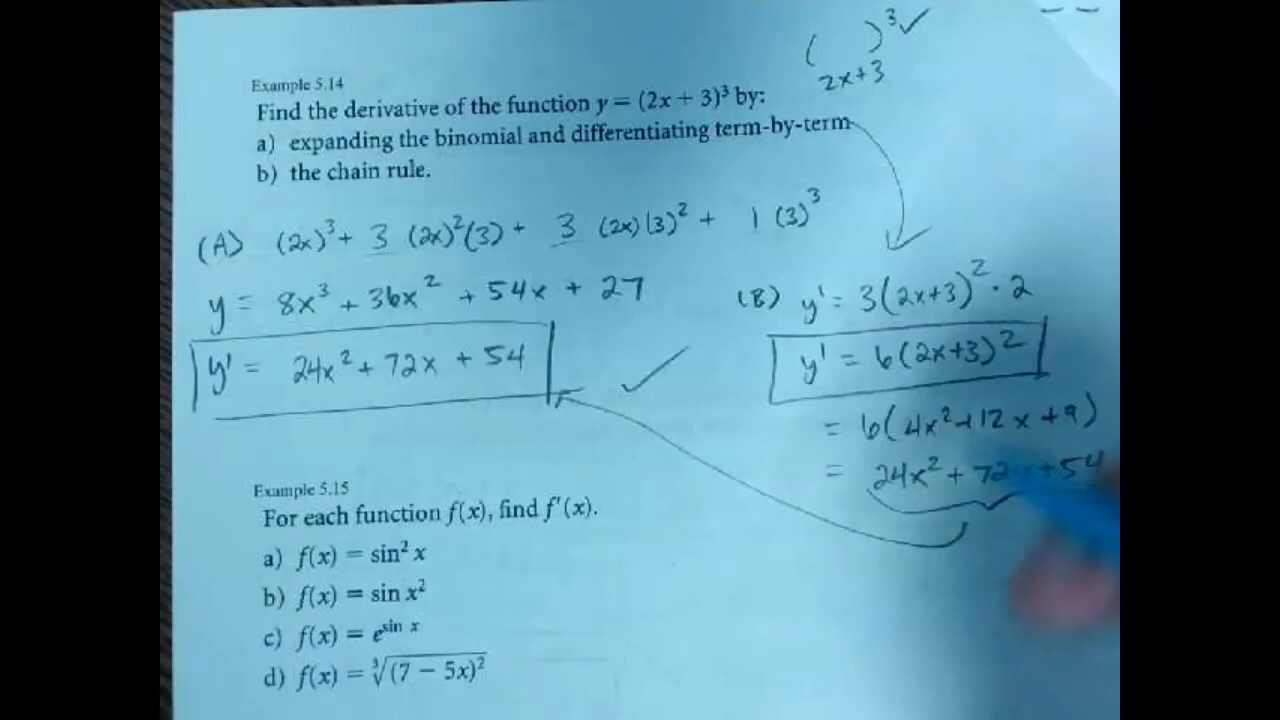 ( )³✓
2x+3
Example 5.14
Find the derivative of the function y = (2x + 3)³ by:
a) expanding the binomial and differentiating term-by-term
b) the chain rule.
(A) (2x)³ + 3 (2x)²(3) + 3 (2x)(3)² + 1 (3)³
y = 8x³ + 36x² + 54x + 27
y' = 24x² + 72x + 54 ✓
(B) y' = 3(2x+3)² · 2
y' = 6(2x+3)²
= 6(4x²+12x+9)
= 24x² + 72x + 54
Example 5.15
For each function f(x), find f'(x).
a) f(x) = sin² x
b) f(x) = sin x²
c) f(x) = e^{sin x}
d) f(x) = ∛(7 − 5x)²